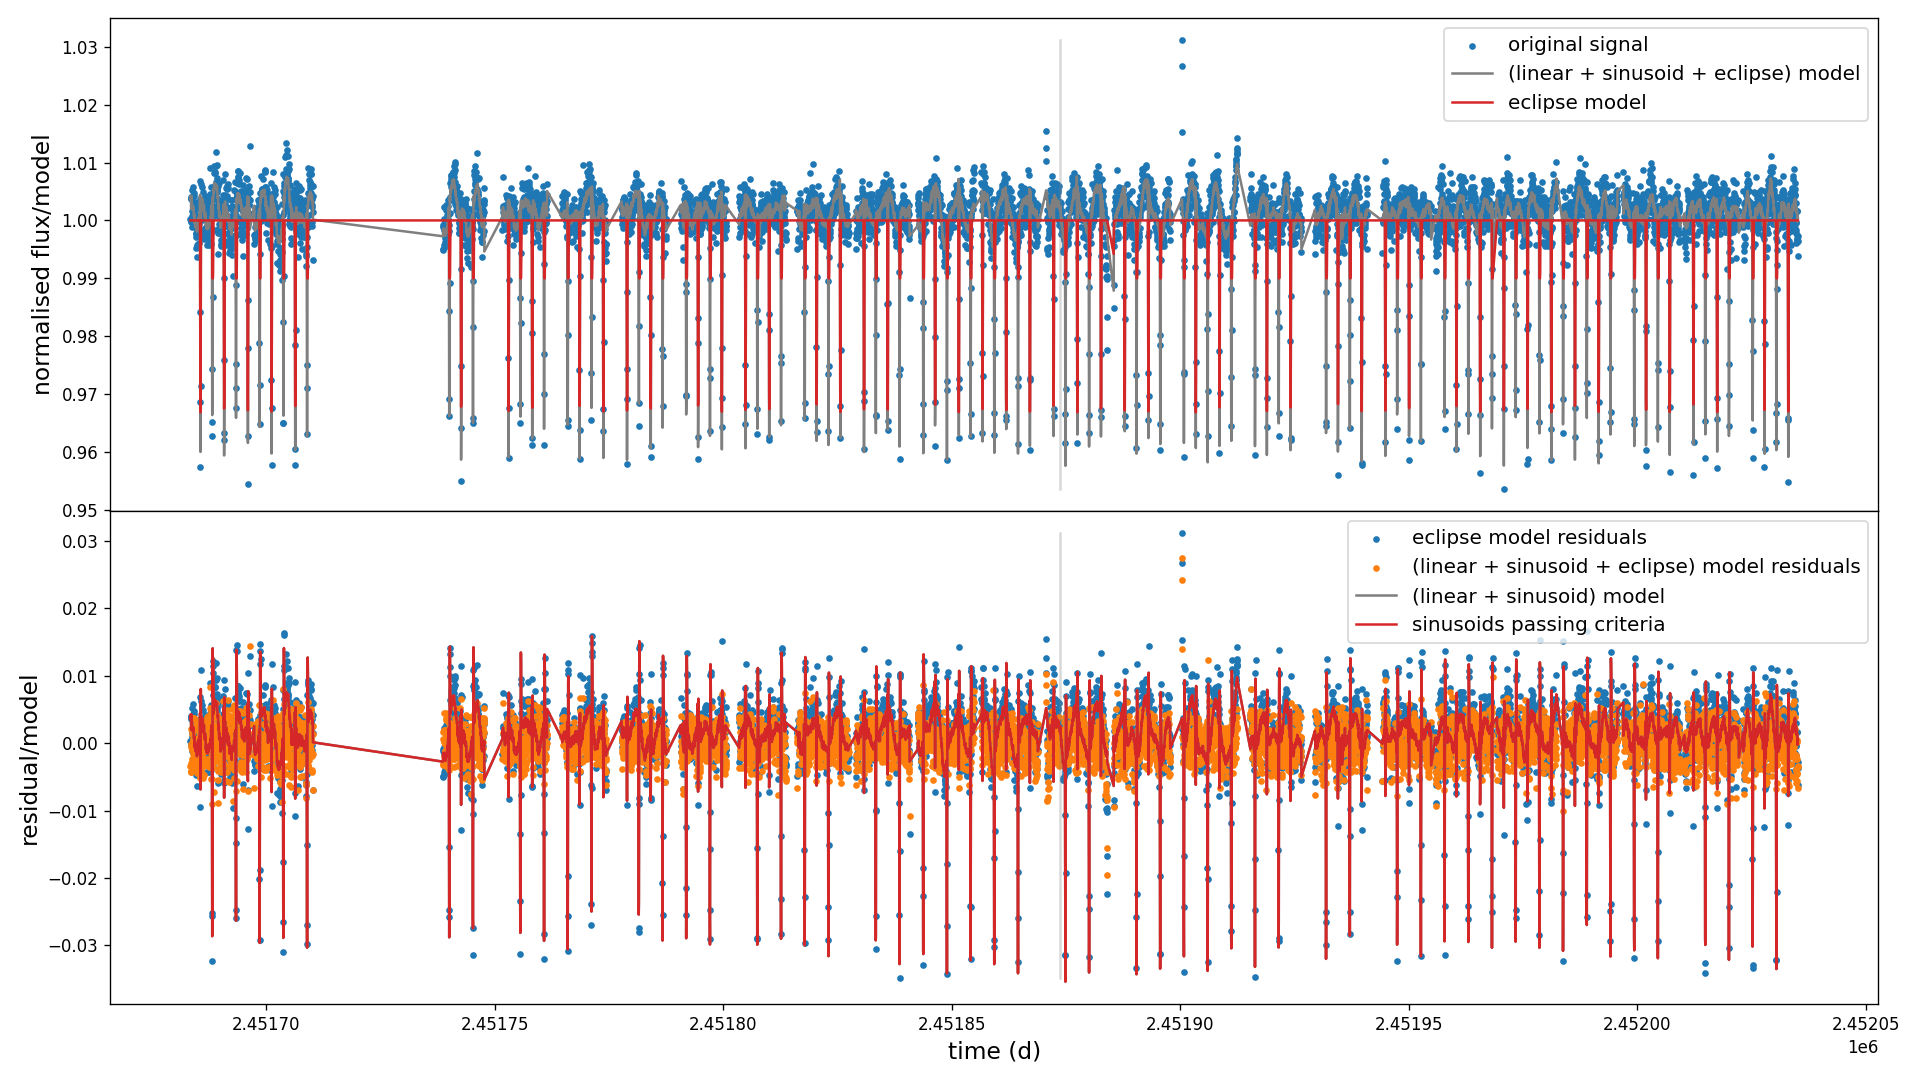 1.03
1.02
1.01
1.00
0.99
0.98
0.97
0.96
0.95
normalised flux/model
original signal
(linear + sinusoid + eclipse) model
eclipse model
0.03
0.02
0.01
0.00
−0.01
−0.02
−0.03
residual/model
eclipse model residuals
(linear + sinusoid + eclipse) model residuals
(linear + sinusoid) model
sinusoids passing criteria
2.45170 2.45175 2.45180 2.45185 2.45190 2.45195 2.45200 2.45205
time (d)
1e6